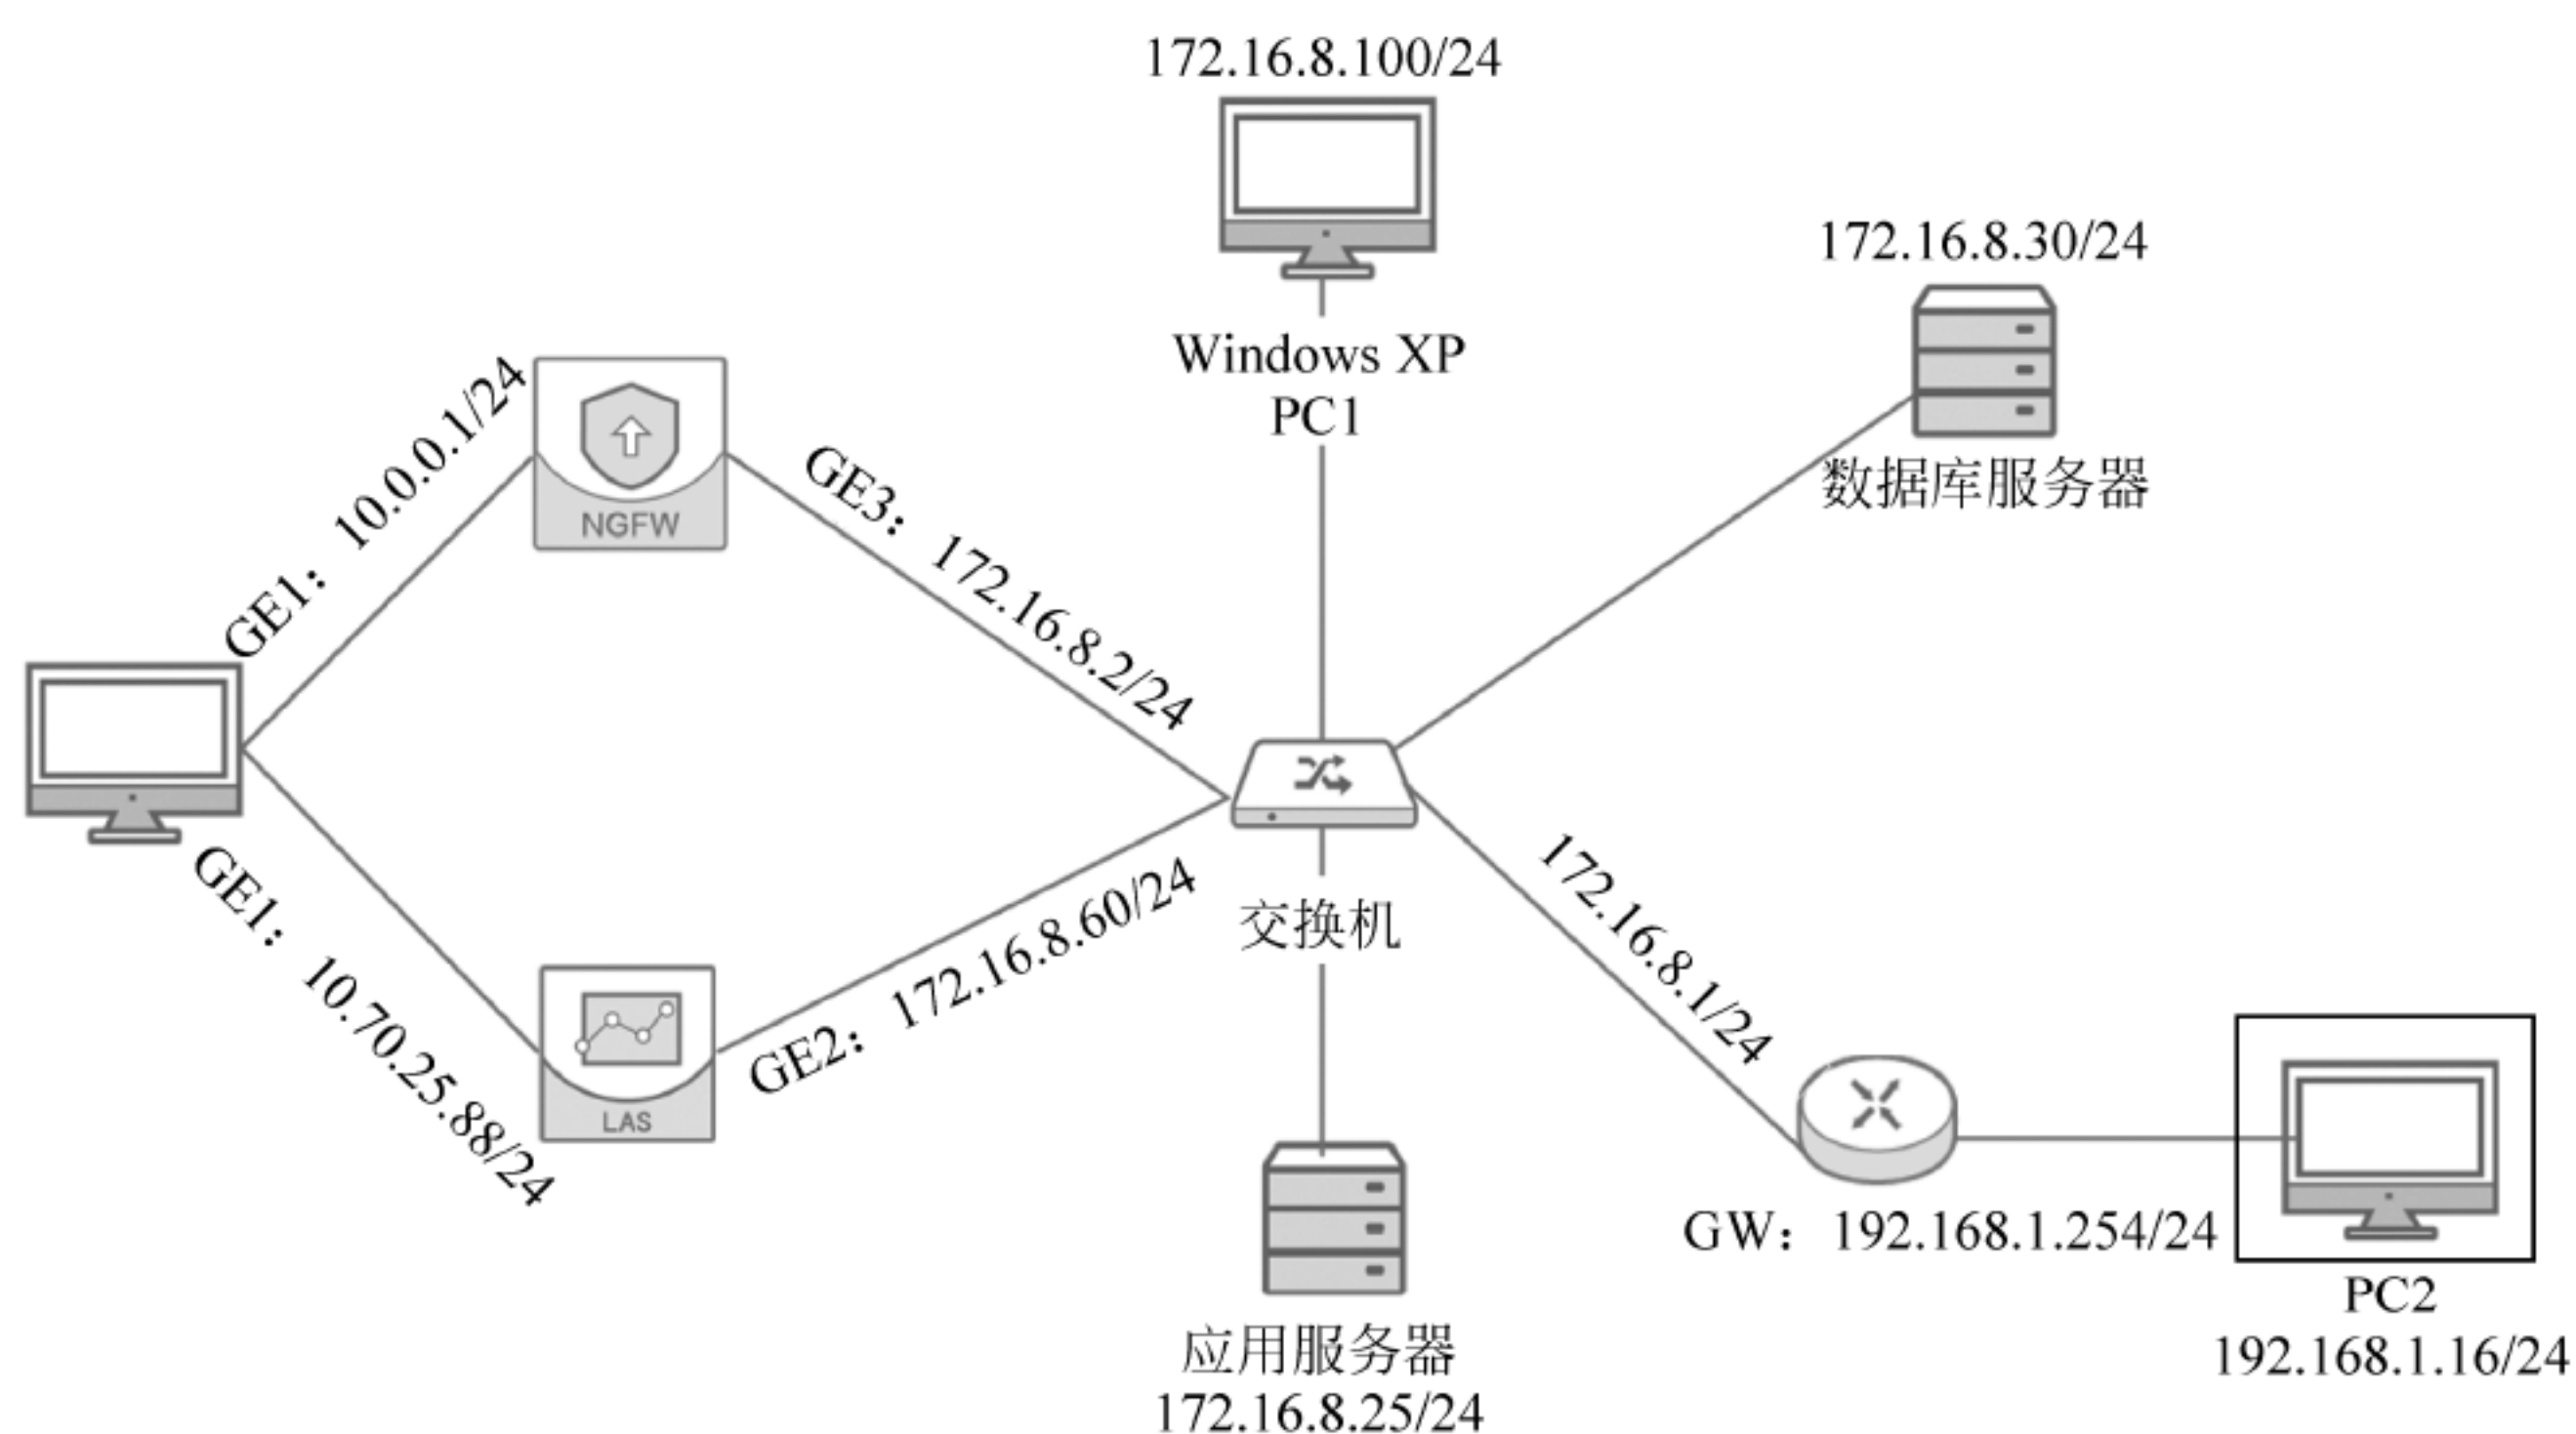 172.16.8.100/24
Windows XP
PC1
172.16.8.30/24
数据库服务器
GE1：10.0.0.1/24
NGFW
GE3：172.16.8.2/24
GE1：10.70.25.88/24
LAS
GE2：172.16.8.60/24
交换机
172.16.8.1/24
GW：192.168.1.254/24
PC2
192.168.1.16/24
应用服务器
172.16.8.25/24